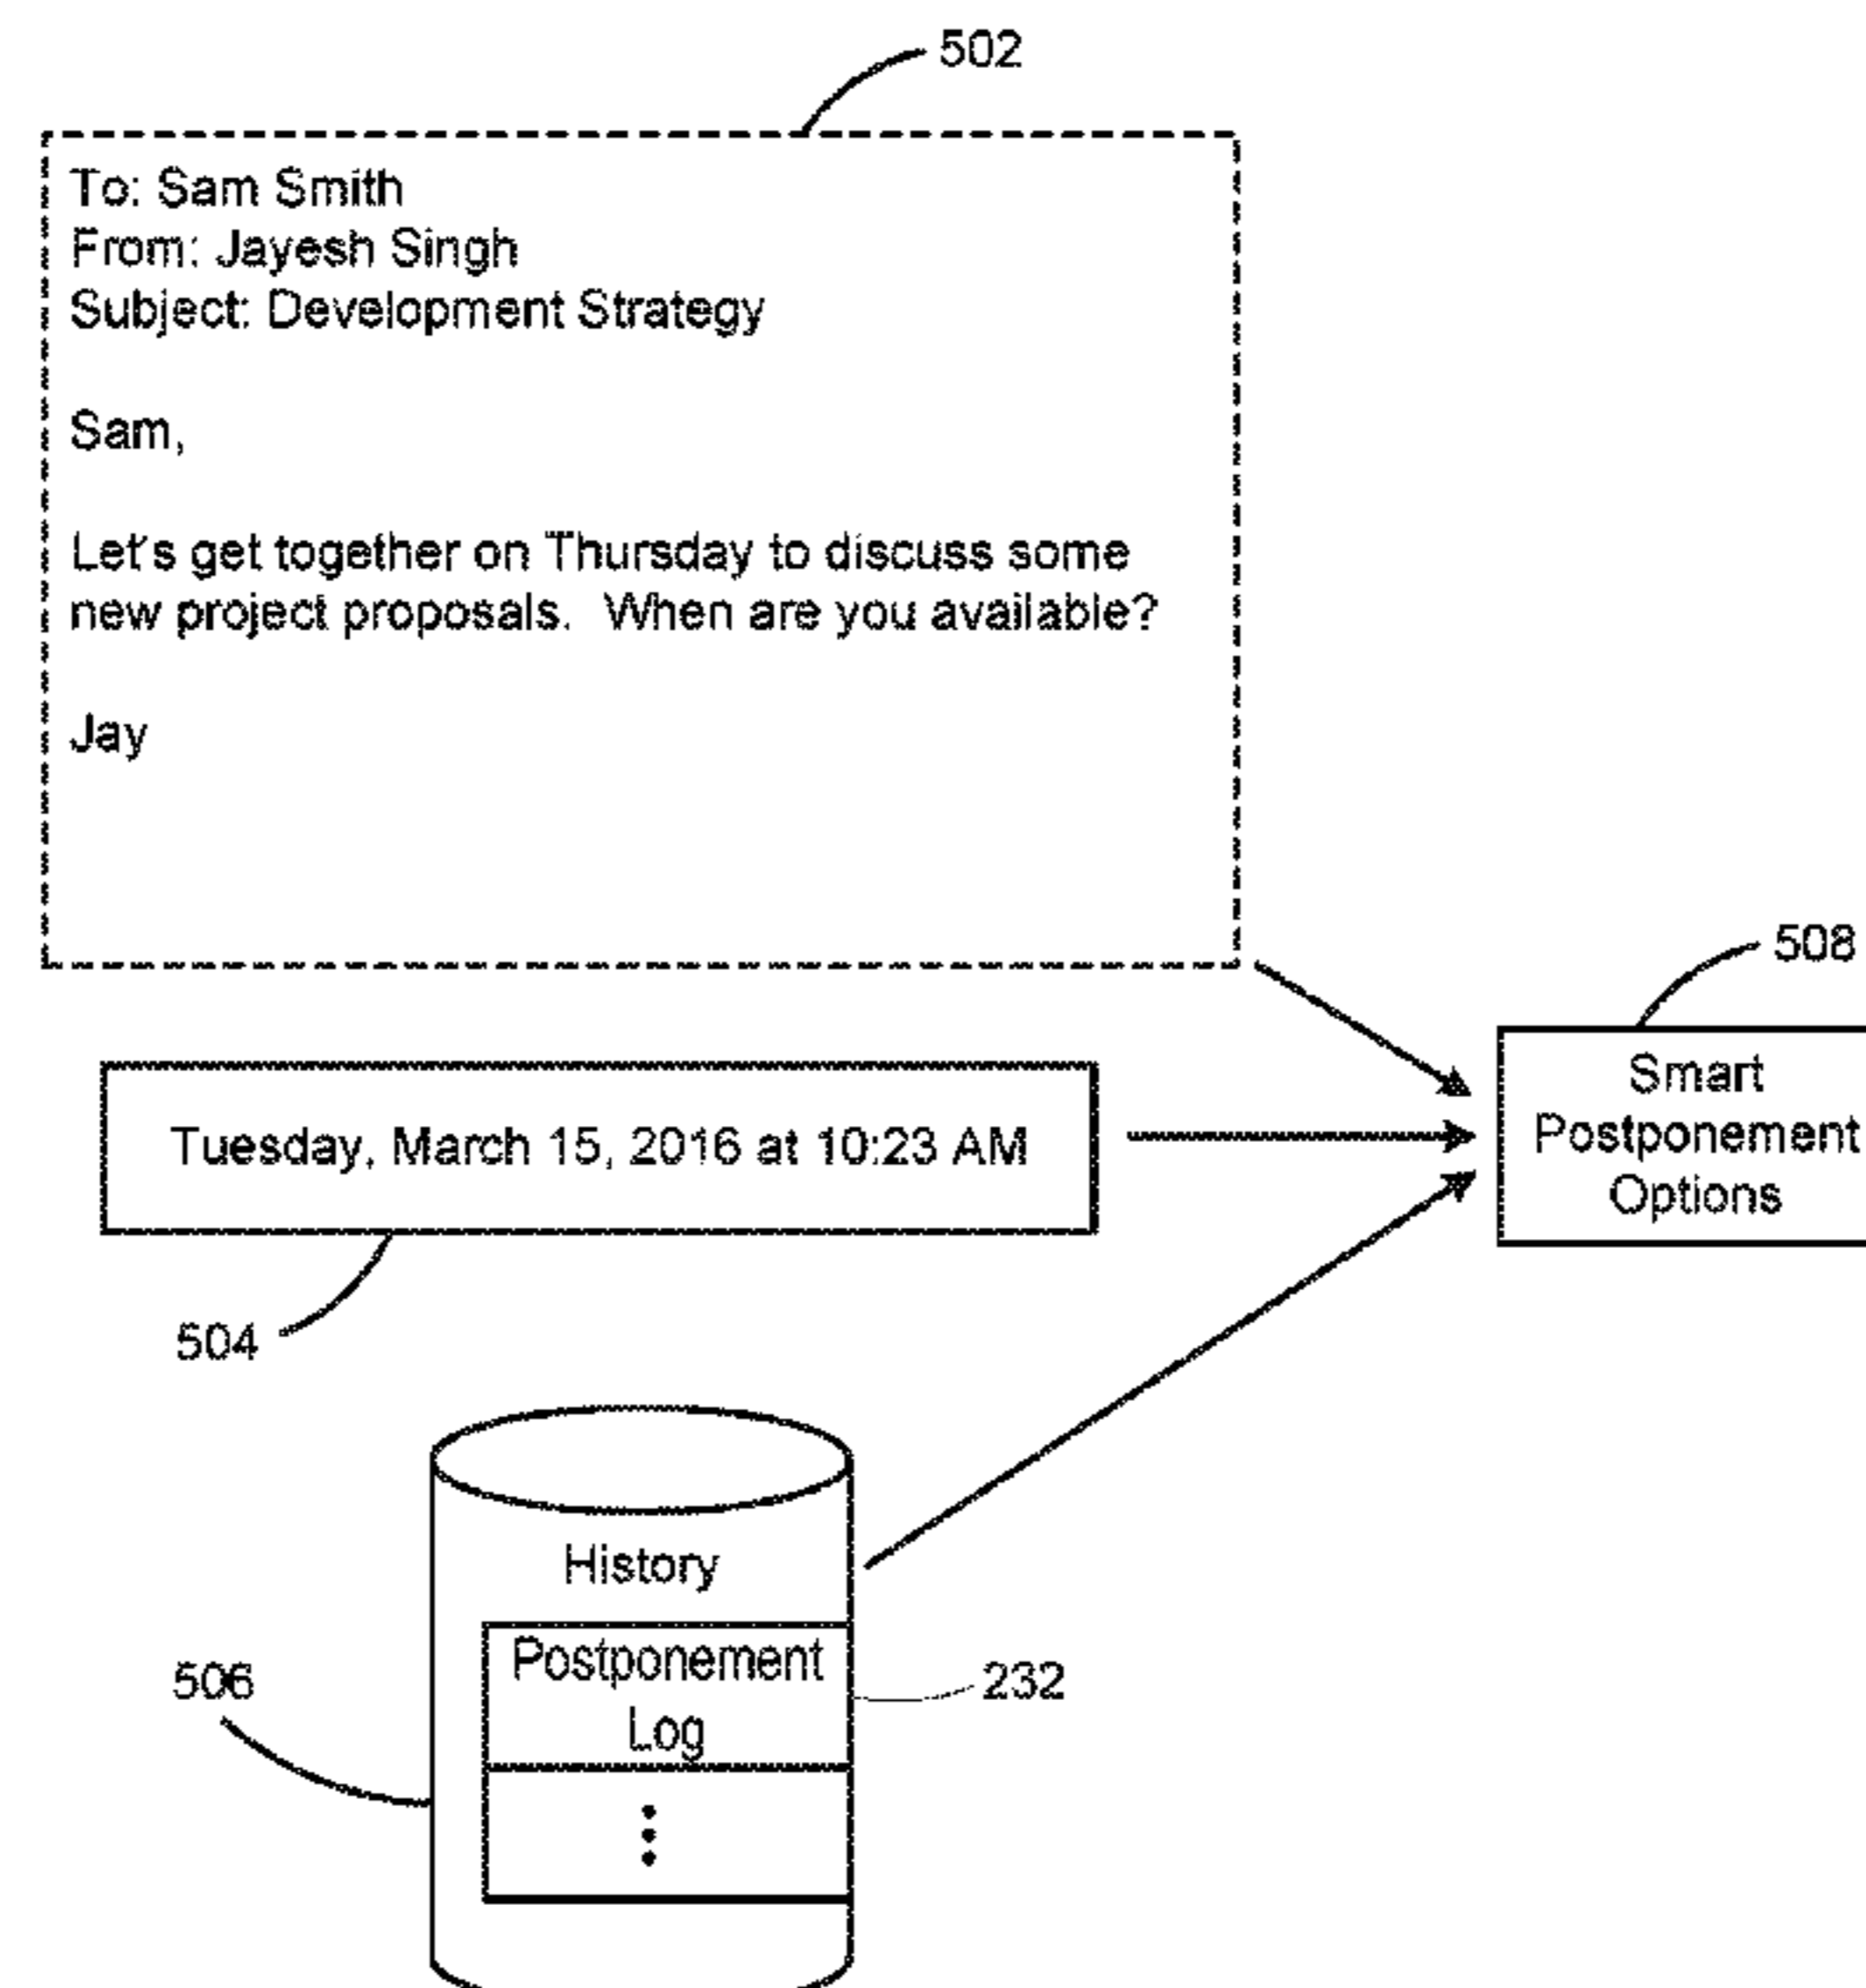 502
To: Sam Smith
From: Jayesh Singh
Subject: Development Strategy
Sam,
Let's get together on Thursday to discuss some
new project proposals.  When are you available?
Jay
508
Smart
Postponement
Options
Tuesday, March 15, 2016 at 10:23 AM
504
History
Postponement
Log
506
232